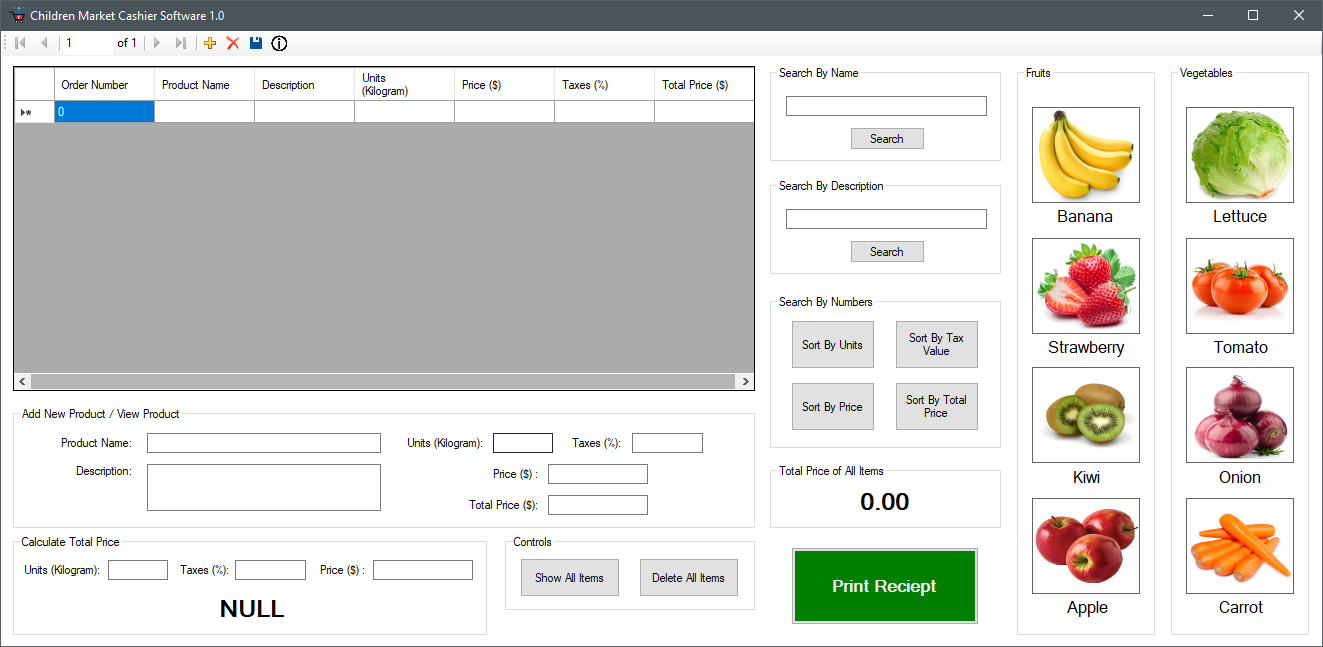 Children Market Cashier Software 1.0
1 of 1
Order Number Product Name Description Units (Kilogram) Price ($) Taxes (%) Total Price ($)
0
Add New Product / View Product
Product Name: Units (Kilogram): Taxes (%):
Description: Price ($) :
Total Price ($):
Calculate Total Price
Units (Kilogram): Taxes (%): Price ($) :
NULL
Controls
Show All Items Delete All Items
Search By Name
Search
Search By Description
Search
Search By Numbers
Sort By Units Sort By Tax Value
Sort By Price Sort By Total Price
Total Price of All Items
0.00
Print Reciept
Fruits
Banana
Strawberry
Kiwi
Apple
Vegetables
Lettuce
Tomato
Onion
Carrot